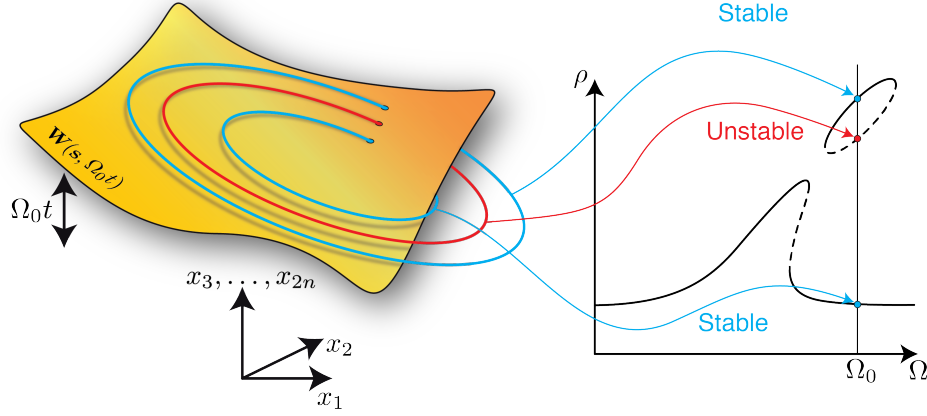 Stable
ρ
Unstable
W(s, Ω₀t)
Ω₀t
x₃, . . . , x₂ₙ
x₂
x₁
Stable
Ω₀
Ω